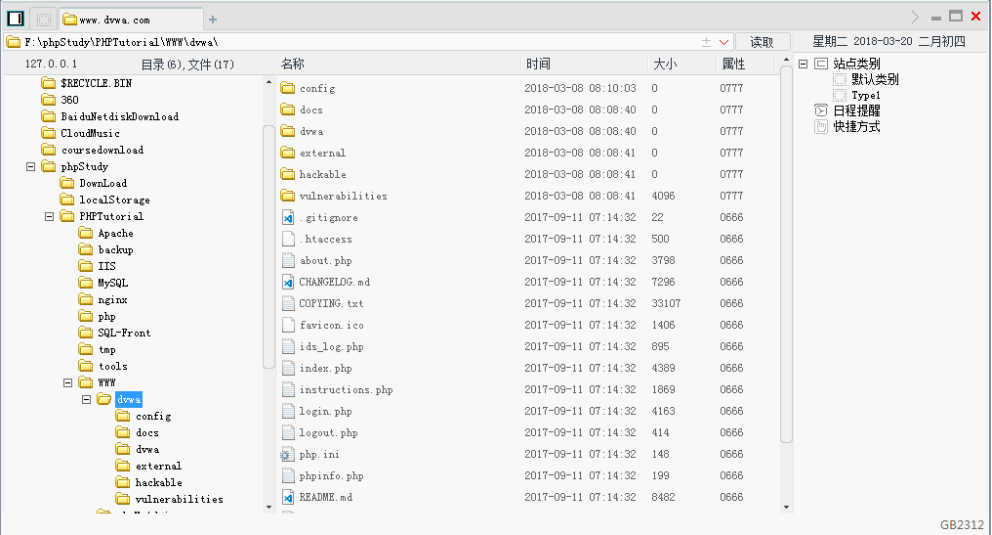 www.dvwa.com
F:\phpStudy\PHPTutorial\WWW\dvwa\ 读取 星期二 2018-03-20 二月初四
127.0.0.1 目录(6),文件(17) 名称 时间 大小 属性
$RECYCLE.BIN
360
BaiduNetdiskDownload
CloudMusic
coursedownload
phpStudy
DownLoad
localStorage
PHPTutorial
Apache
backup
IIS
MySQL
nginx
php
SQL-Front
tmp
tools
WWW
dvwa
config
docs
dvwa
external
hackable
vulnerabilities
config 2018-03-08 08:10:03 0 0777
docs 2018-03-08 08:08:40 0 0777
dvwa 2018-03-08 08:08:40 0 0777
external 2018-03-08 08:08:41 0 0777
hackable 2018-03-08 08:08:41 0 0777
vulnerabilities 2018-03-08 08:08:41 4096 0777
.gitignore 2017-09-11 07:14:32 22 0666
.htaccess 2017-09-11 07:14:32 500 0666
about.php 2017-09-11 07:14:32 3798 0666
CHANGELOG.md 2017-09-11 07:14:32 7296 0666
COPYING.txt 2017-09-11 07:14:32 33107 0666
favicon.ico 2017-09-11 07:14:32 1406 0666
ids_log.php 2017-09-11 07:14:32 895 0666
index.php 2017-09-11 07:14:32 4389 0666
instructions.php 2017-09-11 07:14:32 1869 0666
login.php 2017-09-11 07:14:32 4163 0666
logout.php 2017-09-11 07:14:32 414 0666
php.ini 2017-09-11 07:14:32 148 0666
phpinfo.php 2017-09-11 07:14:32 199 0666
README.md 2017-09-11 07:14:32 8482 0666
站点类别
默认类别
Type1
日程提醒
快捷方式
GB2312